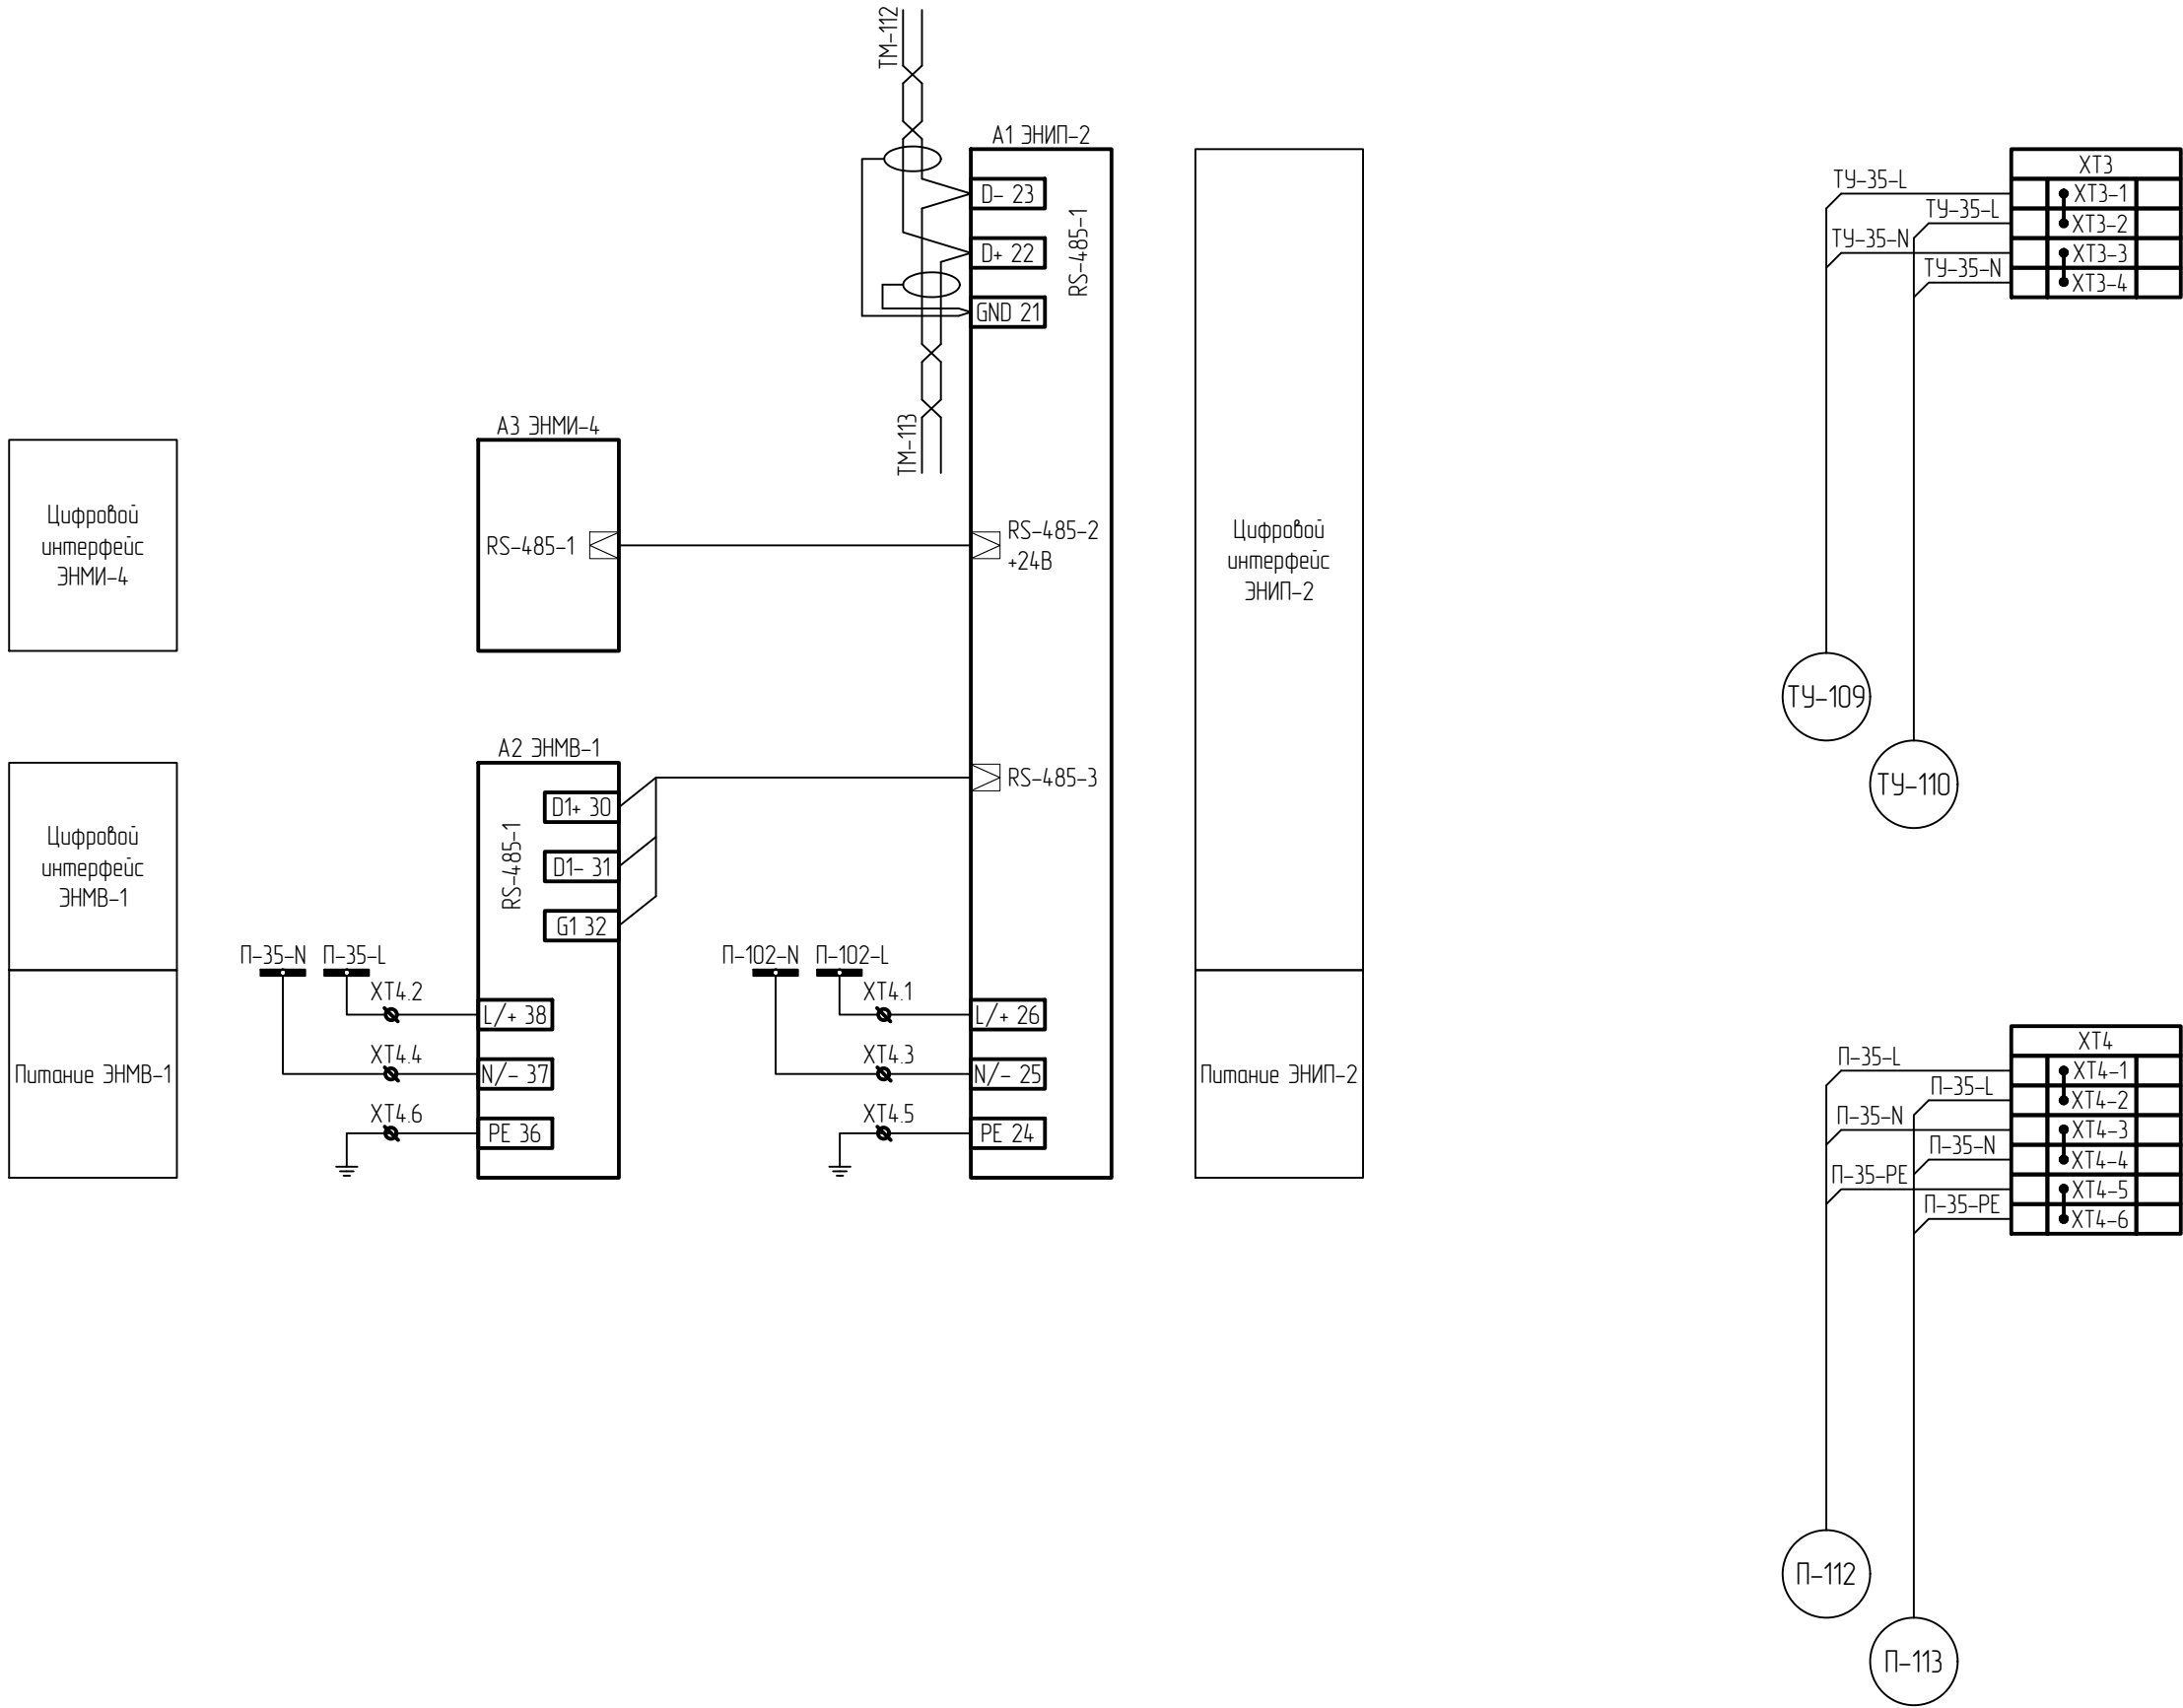 ТМ-112
А1 ЭНИП-2
D- 23
D+ 22
GND 21
RS-485-1
ТМ-113
А3 ЭНМИ-4
RS-485-1
RS-485-2
+24В
Цифровой
интерфейс
ЭНМИ-4
Цифровой
интерфейс
ЭНИП-2
А2 ЭНМВ-1
D1+ 30
D1- 31
G1 32
RS-485-1
RS-485-3
Цифровой
интерфейс
ЭНМВ-1
П-35-N
П-35-L
ХТ4.2
L/+ 38
ХТ4.4
N/- 37
ХТ4.6
PE 36
Питание ЭНМВ-1
П-102-N
П-102-L
ХТ4.1
L/+ 26
ХТ4.3
N/- 25
ХТ4.5
PE 24
Питание ЭНИП-2
ХТ3
ТУ-35-L
ХТ3-1
ТУ-35-L
ХТ3-2
ТУ-35-N
ХТ3-3
ТУ-35-N
ХТ3-4
ТУ-109
ТУ-110
ХТ4
П-35-L
ХТ4-1
П-35-L
ХТ4-2
П-35-N
ХТ4-3
П-35-N
ХТ4-4
П-35-PE
ХТ4-5
П-35-PE
ХТ4-6
П-112
П-113